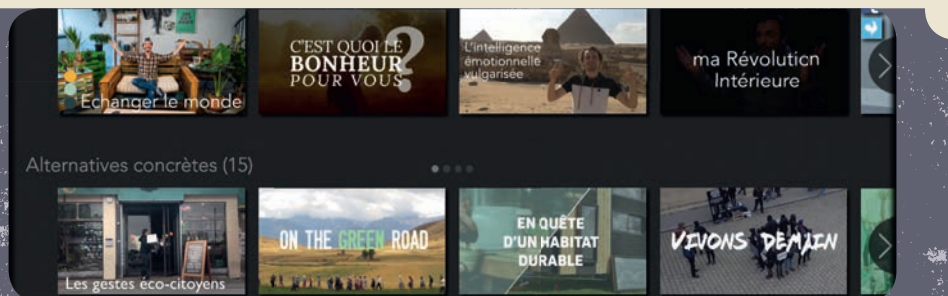 Échanger le monde
C'EST QUOI LE
BONHEUR
POUR VOUS
?
L'intelligence
émotionnelle
vulgarisée
ma Révolution
Intérieure
Alternatives concrètes (15)
Les gestes éco-citoyens
ON THE GREEN ROAD
EN QUÊTE
D'UN HABITAT
DURABLE
VIVONS DEMAIN